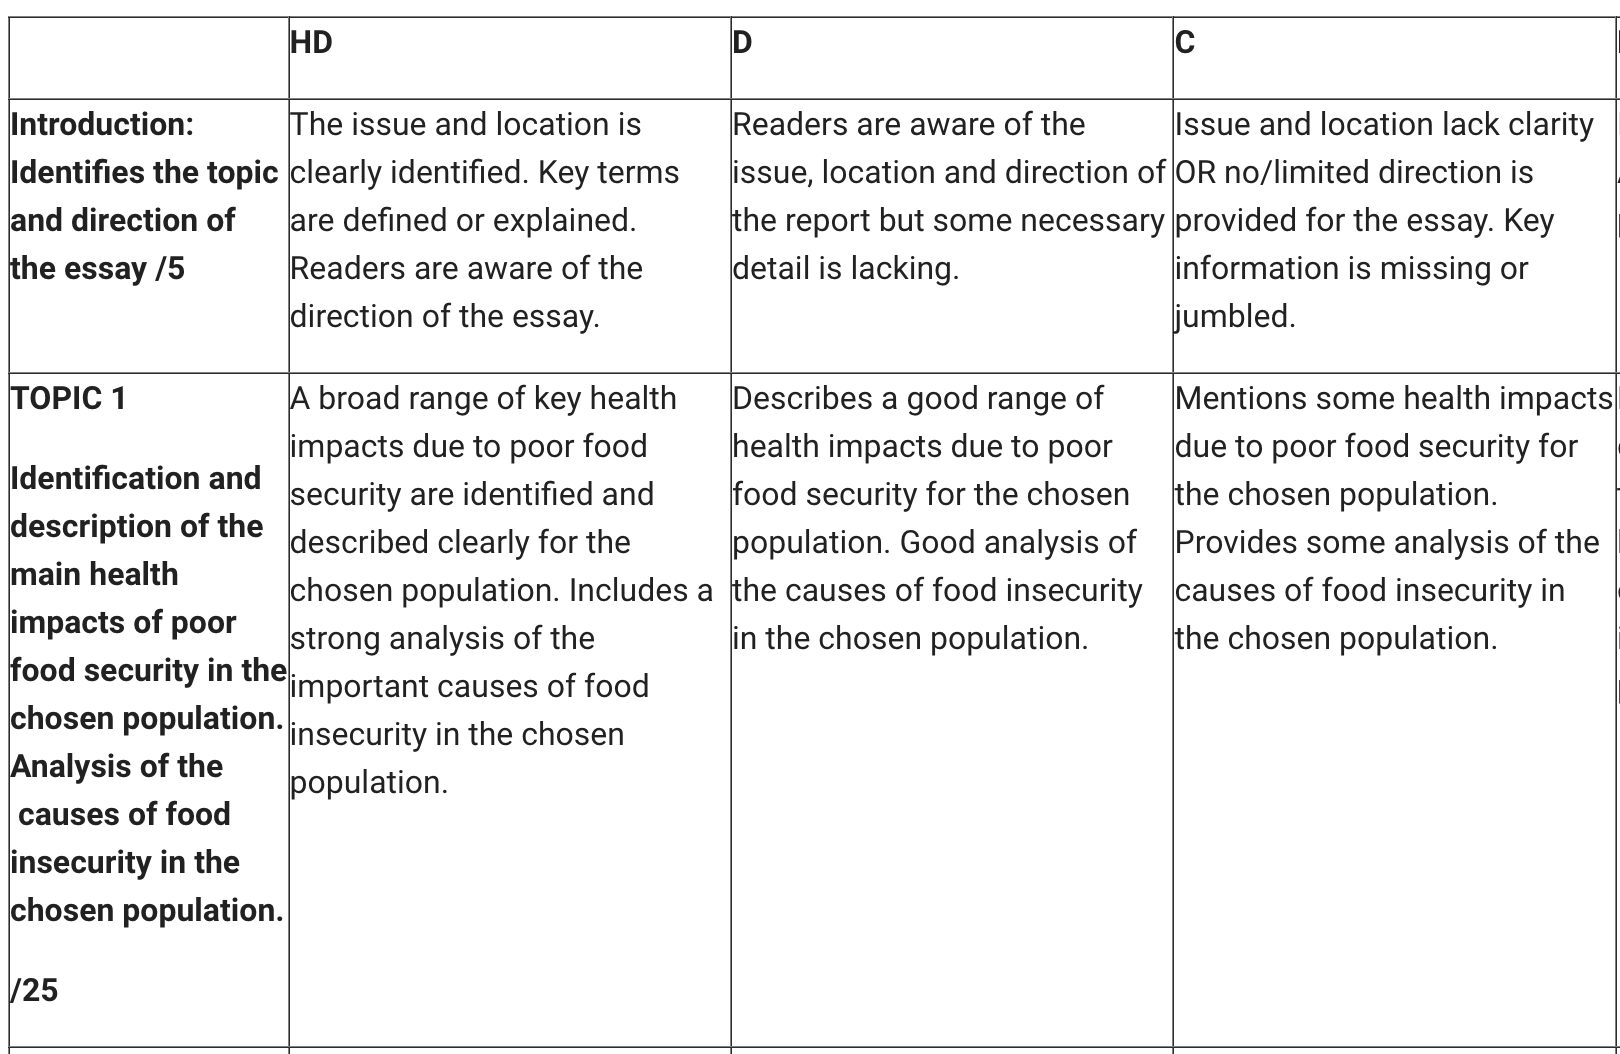 HD
D
C
Introduction:
Identifies the topic
and direction of
the essay /5
The issue and location is
clearly identified. Key terms
are defined or explained.
Readers are aware of the
direction of the essay.
Readers are aware of the
issue, location and direction of
the report but some necessary
detail is lacking.
Issue and location lack clarity
OR no/limited direction is
provided for the essay. Key
information is missing or
jumbled.
TOPIC 1
Identification and
description of the
main health
impacts of poor
food security in the
chosen population.
Analysis of the
causes of food
insecurity in the
chosen population.
/25
A broad range of key health
impacts due to poor food
security are identified and
described clearly for the
chosen population. Includes a
strong analysis of the
important causes of food
insecurity in the chosen
population.
Describes a good range of
health impacts due to poor
food security for the chosen
population. Good analysis of
the causes of food insecurity
in the chosen population.
Mentions some health impacts
due to poor food security for
the chosen population.
Provides some analysis of the
causes of food insecurity in
the chosen population.